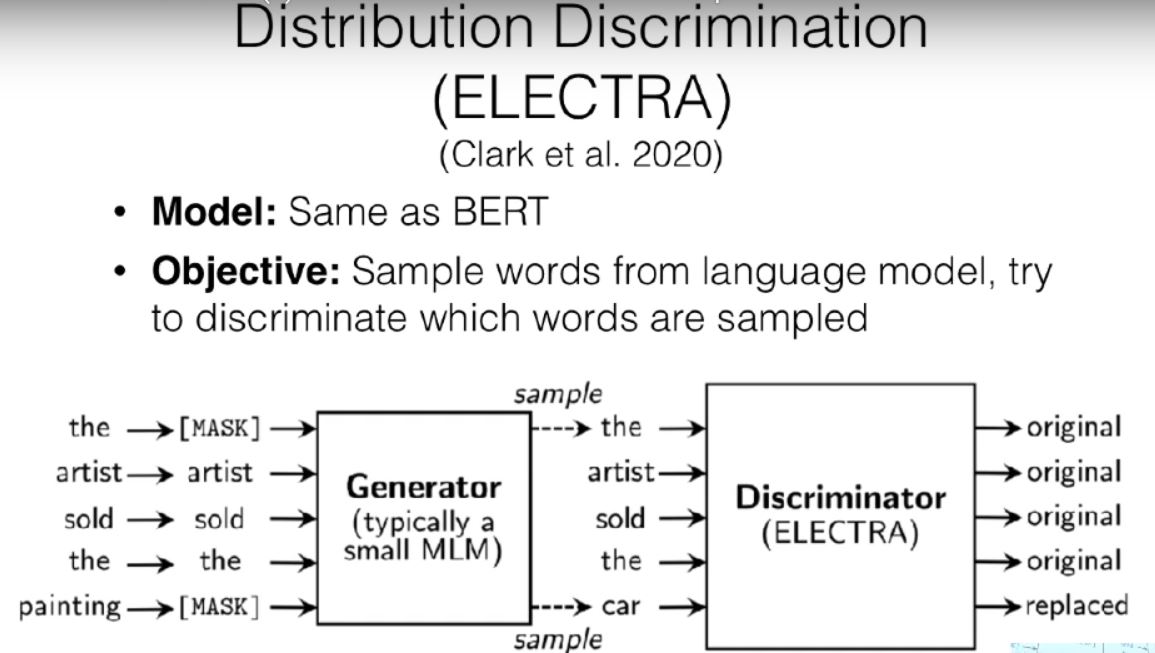 Distribution Discrimination
(ELECTRA)
(Clark et al. 2020)
• Model: Same as BERT
• Objective: Sample words from language model, try
to discriminate which words are sampled
sample
the [MASK] the original
artist artist artist original
sold sold sold original
the the the original
painting [MASK] car replaced
Generator
(typically a
small MLM)
Discriminator
(ELECTRA)
sample